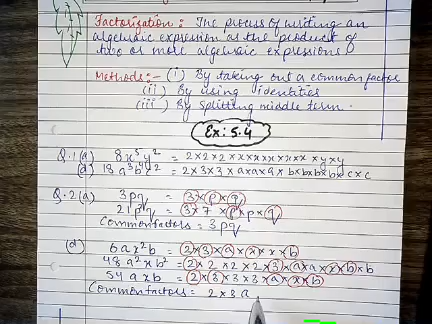 Factorization : The process of writing an
algebraic expression as the product of
two or more algebraic expressions
Methods :- (i) By taking out a common factor
(ii) By using identities
(iii) By splitting middle term.
Ex: 5.4
Q.1(a) 8x⁵y² = 2×2×2×x×x×x×x×x×y×y
(d) 18a³b⁴c² = 2×3×3×a×a×a×b×b×b×b×c×c
Q.2(a) 3pq = 3×p×q
21p²q = 3×7×p×p×q
Common factors = 3pq
(d) 6ax²b = 2×3×a×x×x×b
48a²xb² = 2×2×2×2×3×a×a×x×b×b
54axb = 2×3×3×3×a×x×b
Common factors = 2×3a